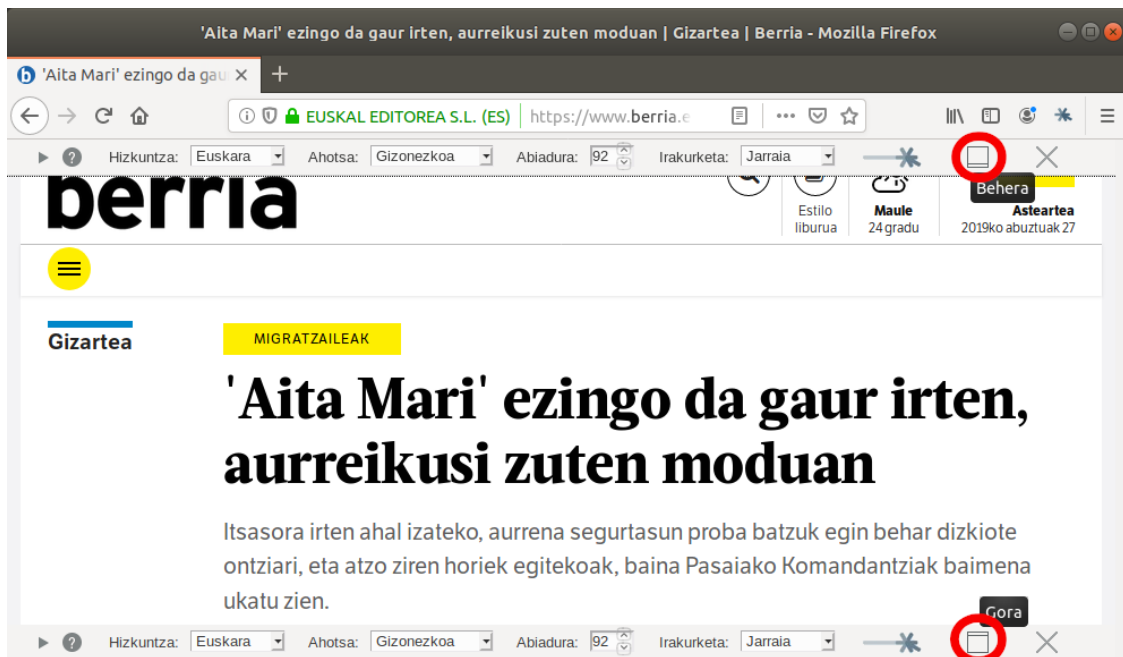 'Aita Mari' ezingo da gaur irten, aurreikusi zuten moduan | Gizartea | Berria - Mozilla Firefox
'Aita Mari' ezingo da gau
EUSKAL EDITOREA S.L. (ES) https://www.berria.e
Hizkuntza: Euskara Ahotsa: Gizonezkoa Abiadura: 92 Irakurketa: Jarraia
Behera
berria
Estilo liburua
Maule 24 gradu
Asteartea 2019ko abuztuak 27
Gizartea
MIGRATZAILEAK
'Aita Mari' ezingo da gaur irten,
aurreikusi zuten moduan
Itsasora irten ahal izateko, aurrena segurtasun proba batzuk egin behar dizkiote
ontziari, eta atzo ziren horiek egitekoak, baina Pasaiako Komandantziak baimena
ukatu zien.
Gora
Hizkuntza: Euskara Ahotsa: Gizonezkoa Abiadura: 92 Irakurketa: Jarraia